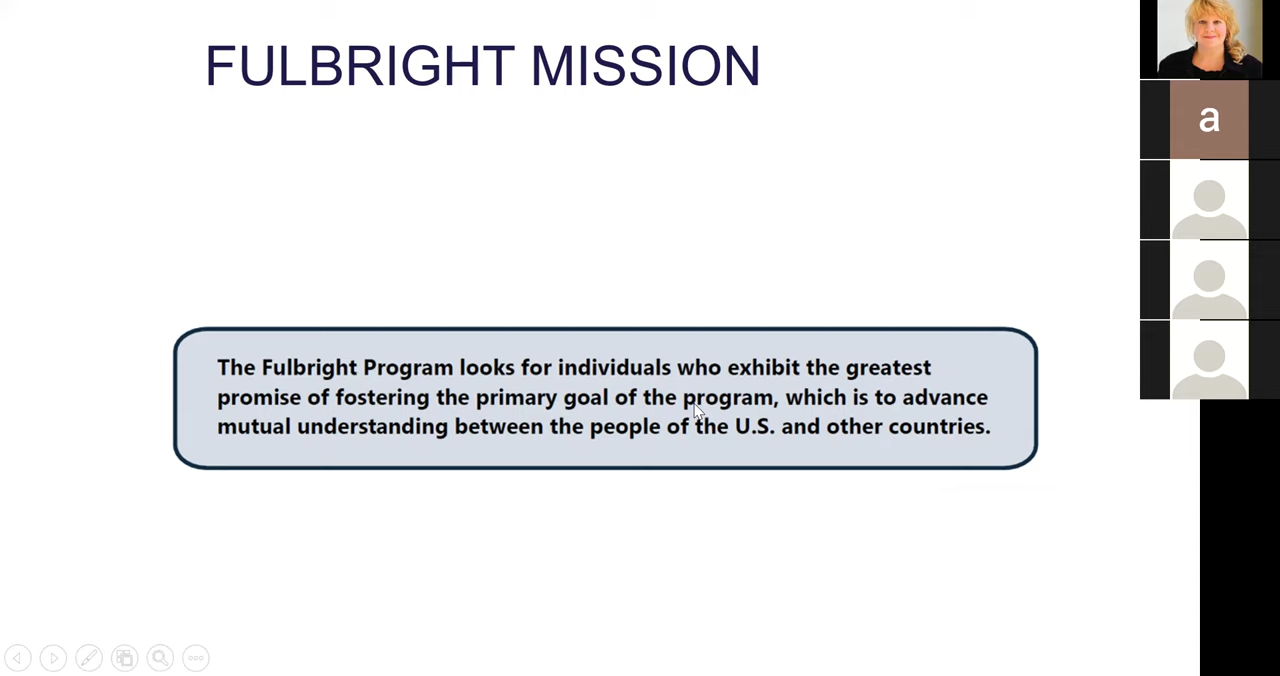 FULBRIGHT MISSION
a
The Fulbright Program looks for individuals who exhibit the greatest
promise of fostering the primary goal of the program, which is to advance
mutual understanding between the people of the U.S. and other countries.